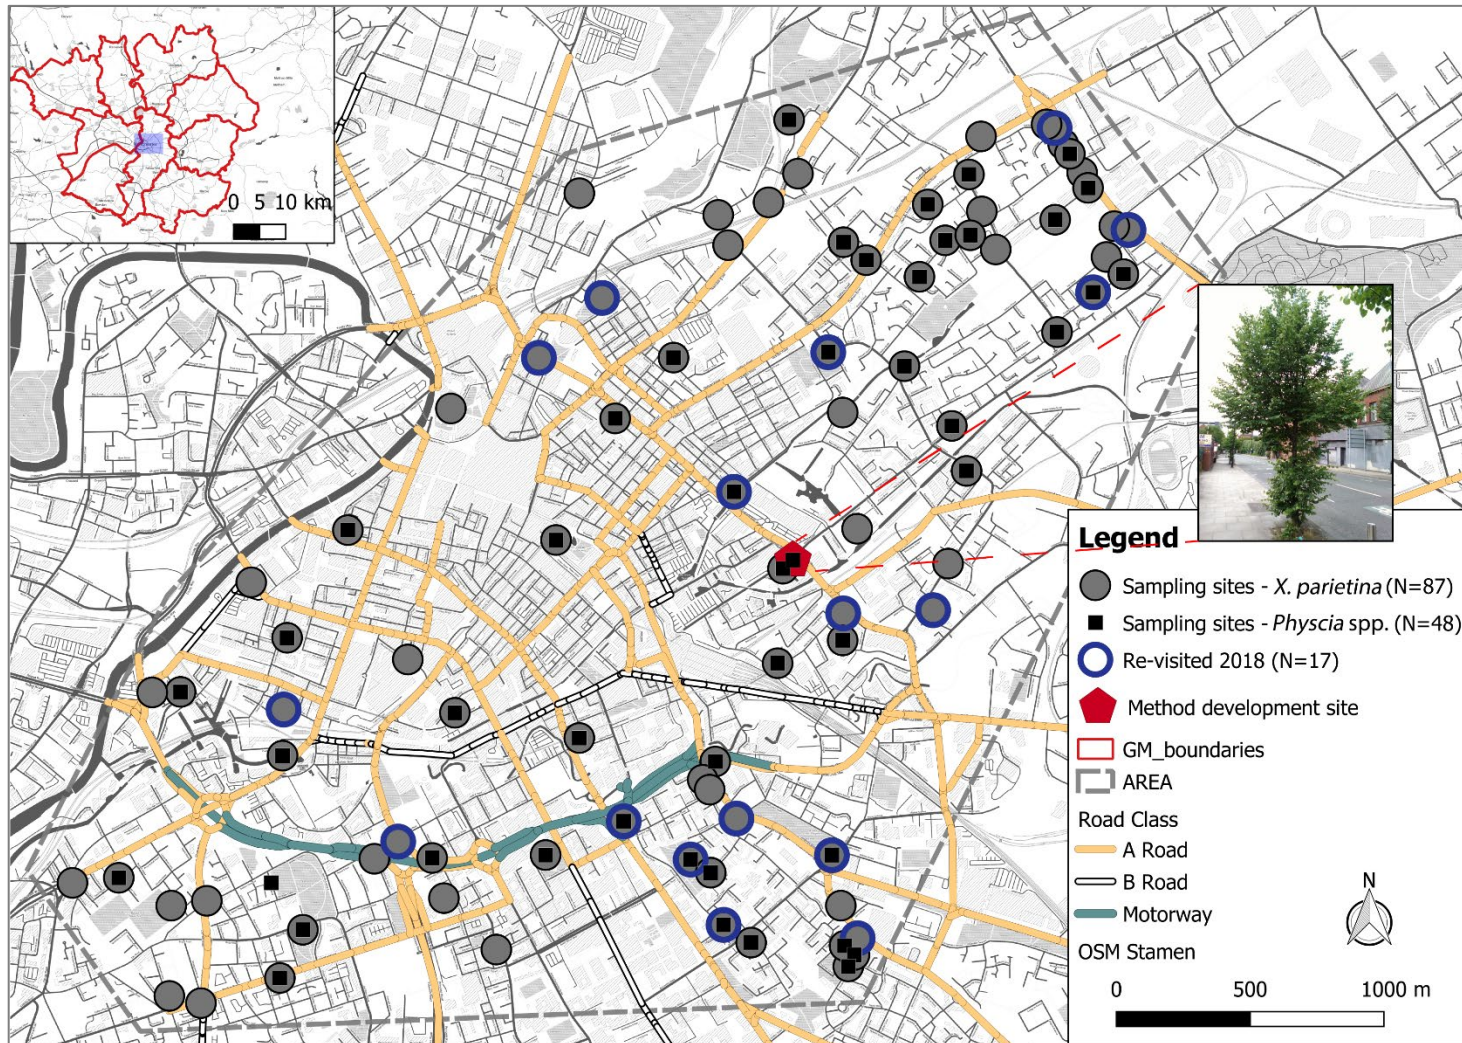 0 5 10 km
Legend
Sampling sites - X. parietina (N=87)
Sampling sites - Physcia spp. (N=48)
Re-visited 2018 (N=17)
Method development site
GM_boundaries
AREA
Road Class
A Road
B Road
Motorway
OSM Stamen
N
0 500 1000 m